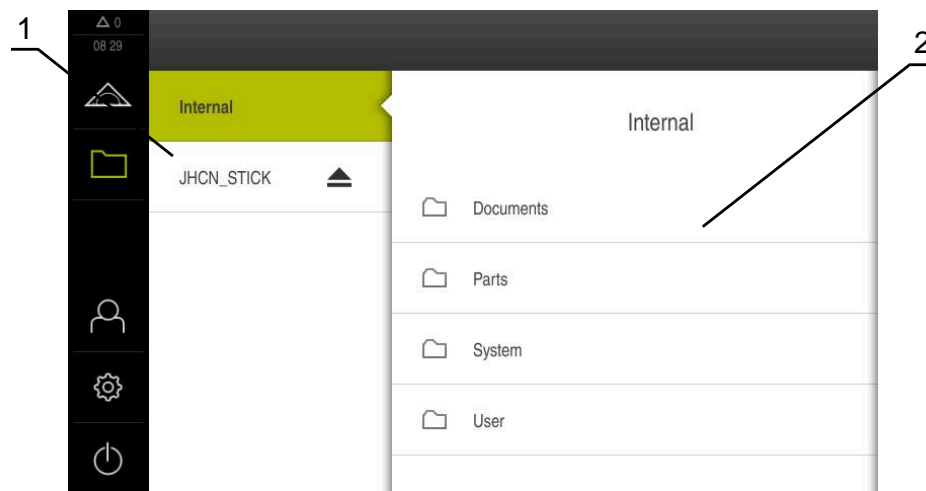 1
2
0
08 29
Internal
JHCN_STICK
Internal
Documents
Parts
System
User